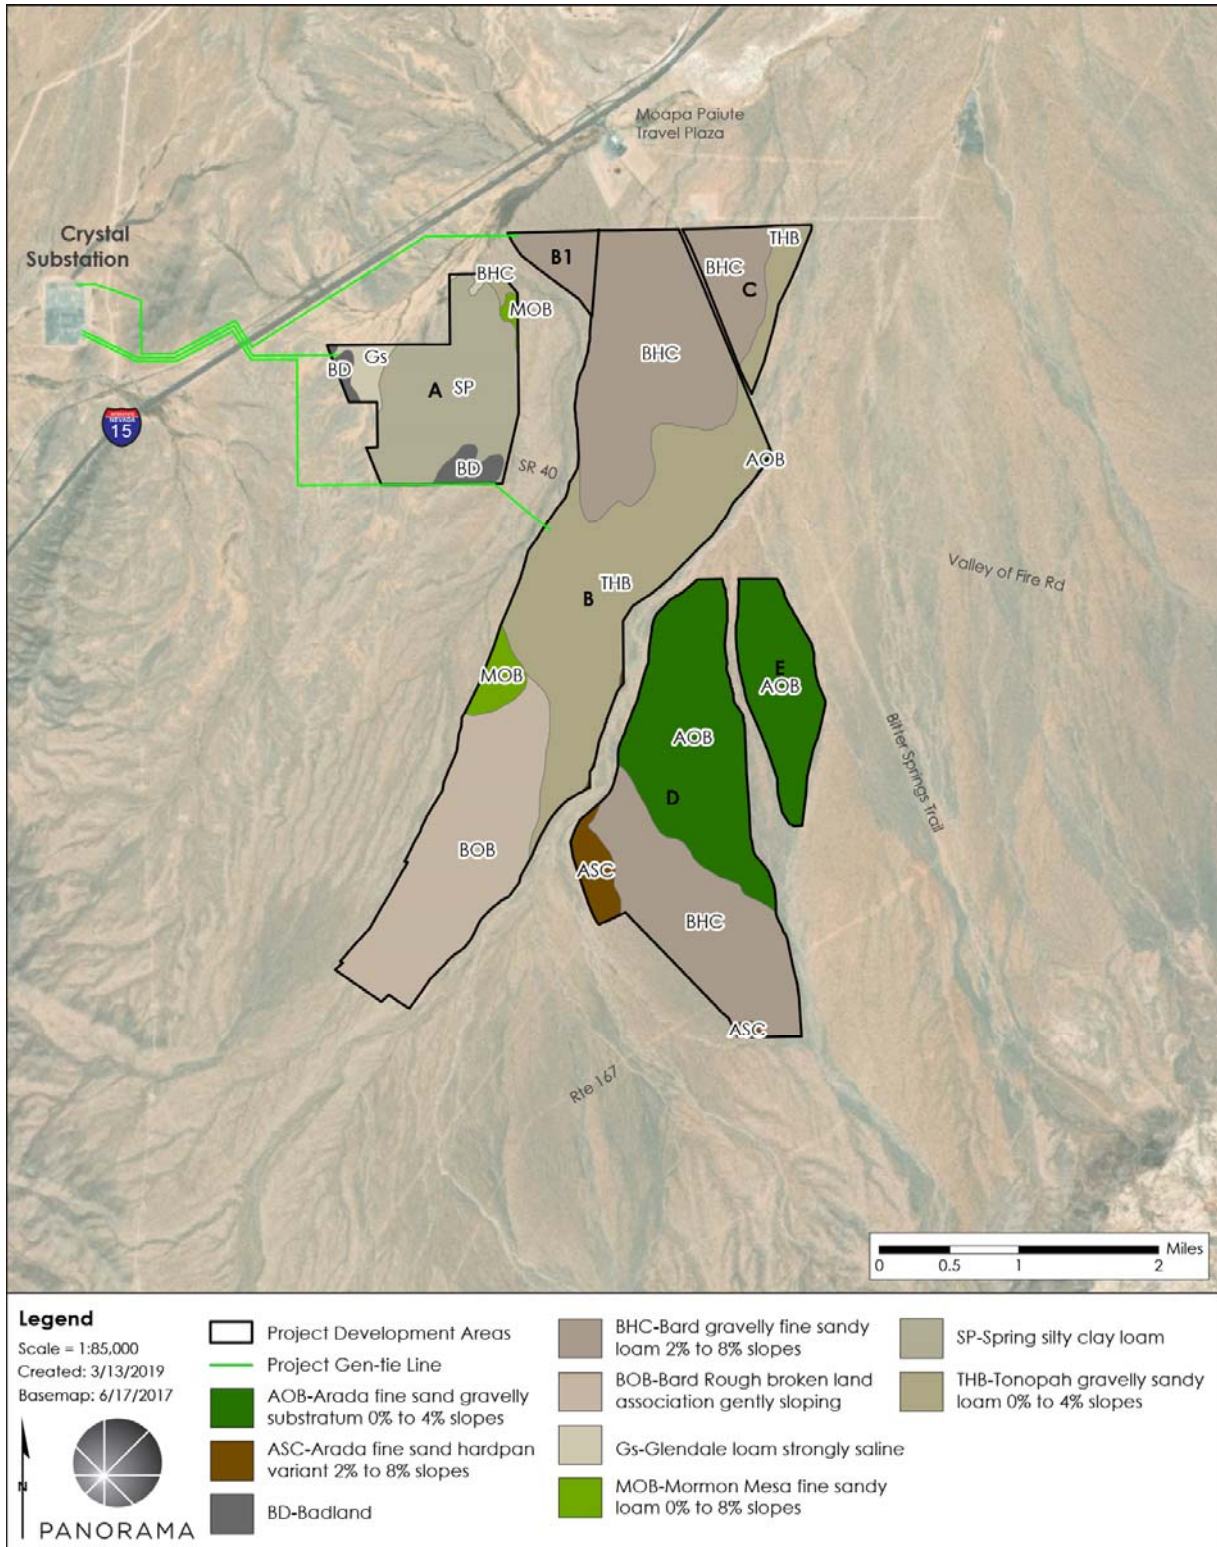 Moapa Paiute
Travel Plaza
Crystal
Substation
THB
B1
BHC
BHC
C
MOB
BHC
Gs
BD
A
SP
INTERSTATE
NEVADA
15
BD
SR 40
AOB
Valley of Fire Rd
THB
B
E
MOB
AOB
AOB
Bitter Springs Trail
D
BOB
ASC
BHC
ASC
Rte 167
Miles
0
0.5
1
2
Legend
Scale = 1:85,000
Created: 3/13/2019
Basemap: 6/17/2017
N
PANORAMA
Project Development Areas
Project Gen-tie Line
AOB-Arada fine sand gravelly
substratum 0% to 4% slopes
ASC-Arada fine sand hardpan
variant 2% to 8% slopes
BD-Badland
BHC-Bard gravelly fine sandy
loam 2% to 8% slopes
BOB-Bard Rough broken land
association gently sloping
Gs-Glendale loam strongly saline
MOB-Mormon Mesa fine sandy
loam 0% to 8% slopes
SP-Spring silty clay loam
THB-Tonopah gravelly sandy
loam 0% to 4% slopes